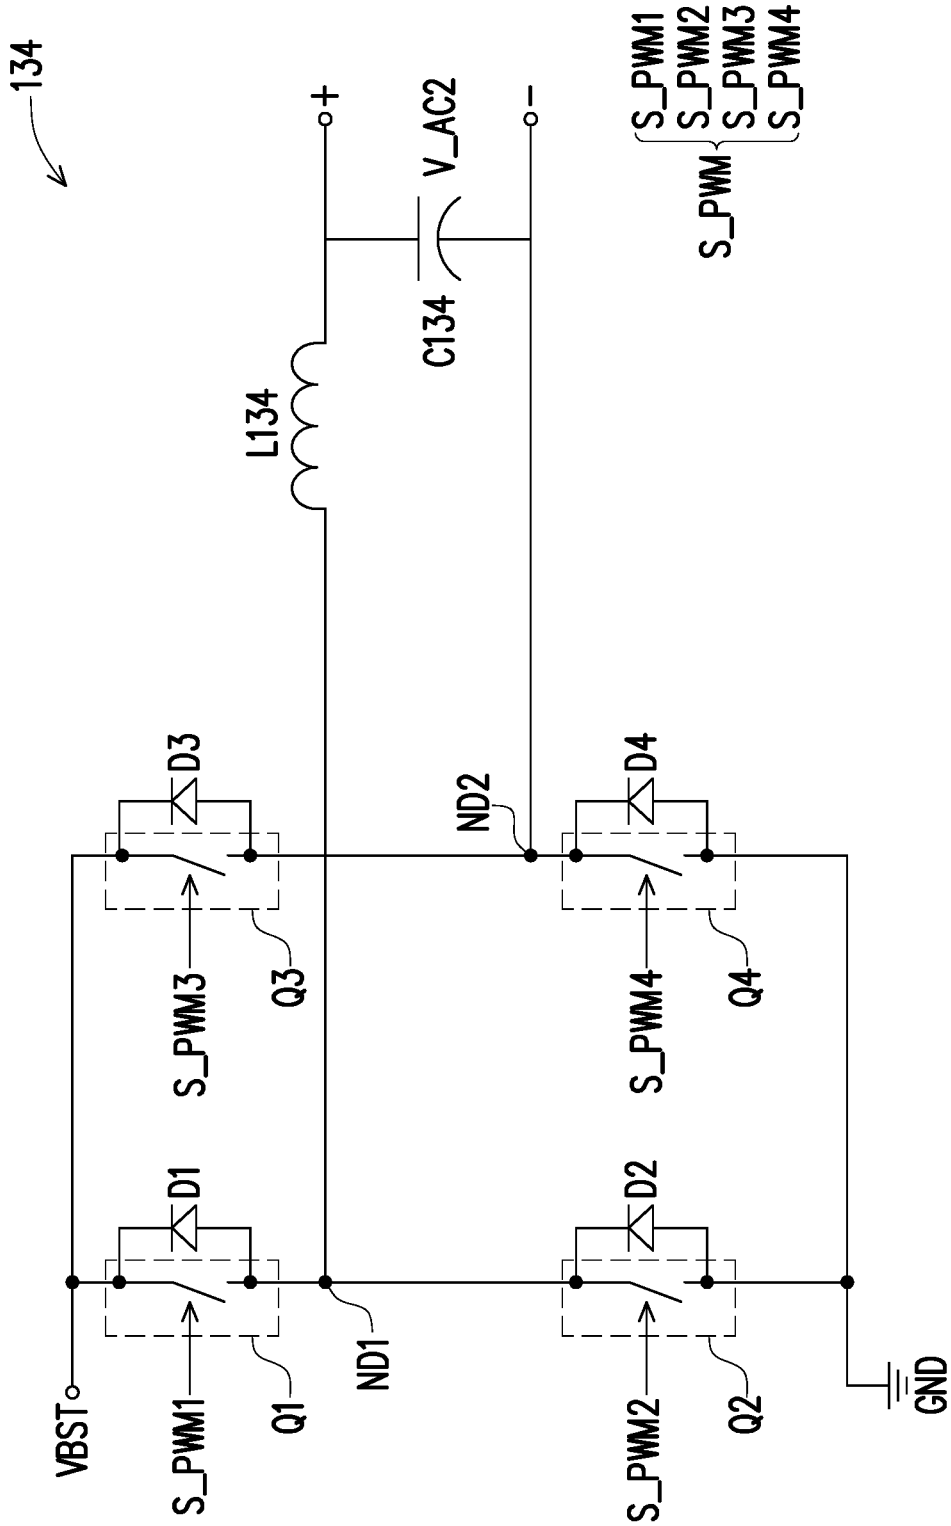 134
VBST
S_PWM1
D1
S_PWM3
D3
L134
Q1
Q3
+
ND1
C134
V_AC2
ND2
-
S_PWM2
D2
S_PWM4
D4
S_PWM
S_PWM1
S_PWM2
S_PWM3
S_PWM4
Q2
Q4
GND